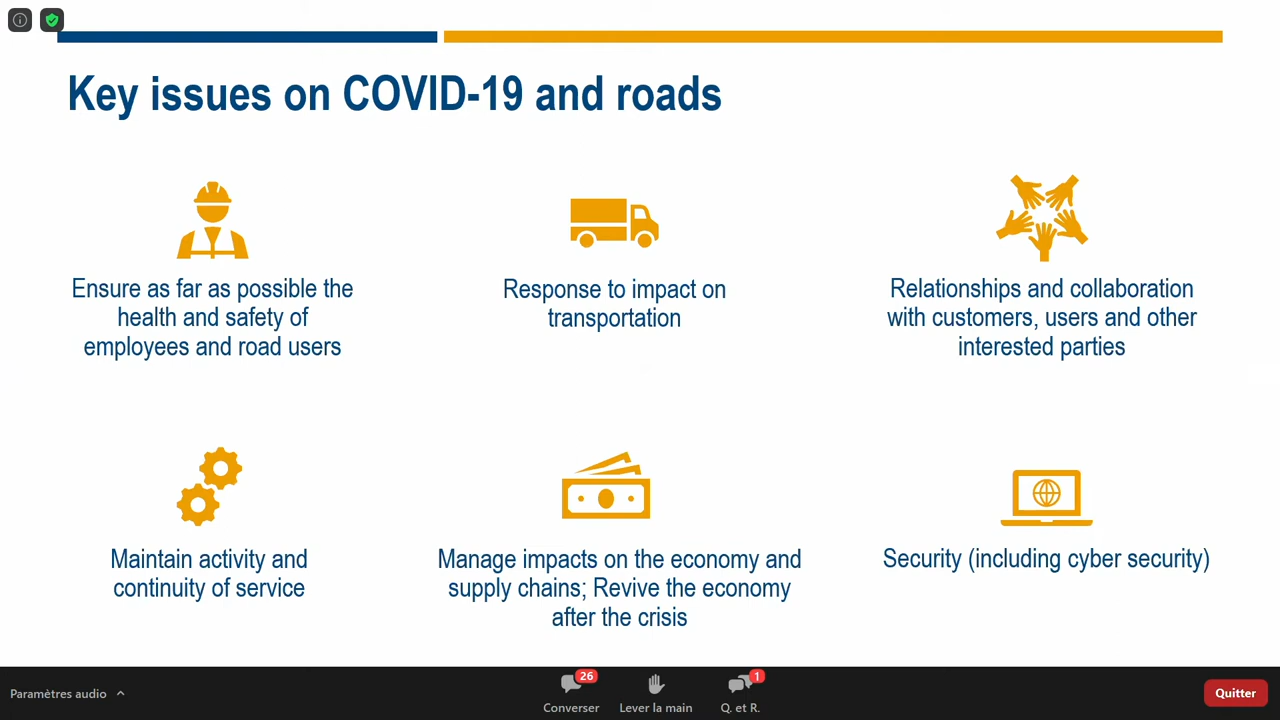 Key issues on COVID-19 and roads
Ensure as far as possible the
health and safety of
employees and road users
Response to impact on
transportation
Relationships and collaboration
with customers, users and other
interested parties
Maintain activity and
continuity of service
Manage impacts on the economy and
supply chains; Revive the economy
after the crisis
Security (including cyber security)
Paramètres audio
26
Converser
Lever la main
1
Q. et R.
Quitter